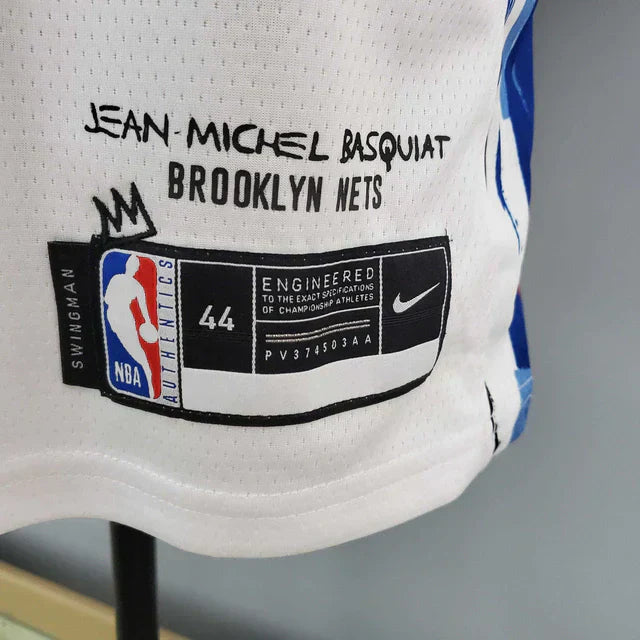 JEAN-MICHEL BASQUIAT
BROOKLYN NETS
SWINGMAN
NBA
AUTHENTICS
44
ENGINEERED
TO THE EXACT SPECIFICATIONS
OF CHAMPIONSHIP ATHLETES
PV374503AA